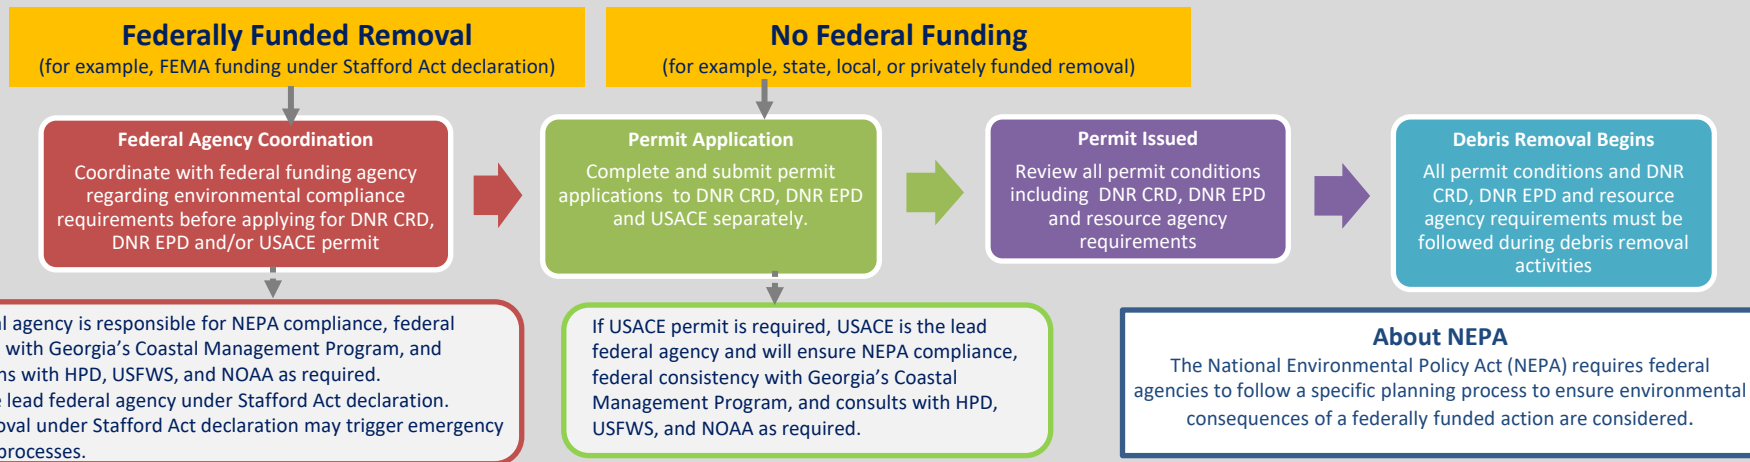 Federally Funded Removal
(for example, FEMA funding under Stafford Act declaration)
No Federal Funding
(for example, state, local, or privately funded removal)
Federal Agency Coordination
Coordinate with federal funding agency
regarding environmental compliance
requirements before applying for DNR CRD,
DNR EPD and/or USACE permit
Permit Application
Complete and submit permit
applications to DNR CRD, DNR EPD
and USACE separately.
Permit Issued
Review all permit conditions
including DNR CRD, DNR EPD
and resource agency
requirements
Debris Removal Begins
All permit conditions and DNR
CRD, DNR EPD and resource
agency requirements must be
followed during debris removal
activities
agency is responsible for NEPA compliance, federal
with Georgia's Coastal Management Program, and
with HPD, USFWS, and NOAA as required.
lead federal agency under Stafford Act declaration.
under Stafford Act declaration may trigger emergency
processes.
If USACE permit is required, USACE is the lead
federal agency and will ensure NEPA compliance,
federal consistency with Georgia's Coastal
Management Program, and consults with HPD,
USFWS, and NOAA as required.
About NEPA
The National Environmental Policy Act (NEPA) requires federal
agencies to follow a specific planning process to ensure environmental
consequences of a federally funded action are considered.